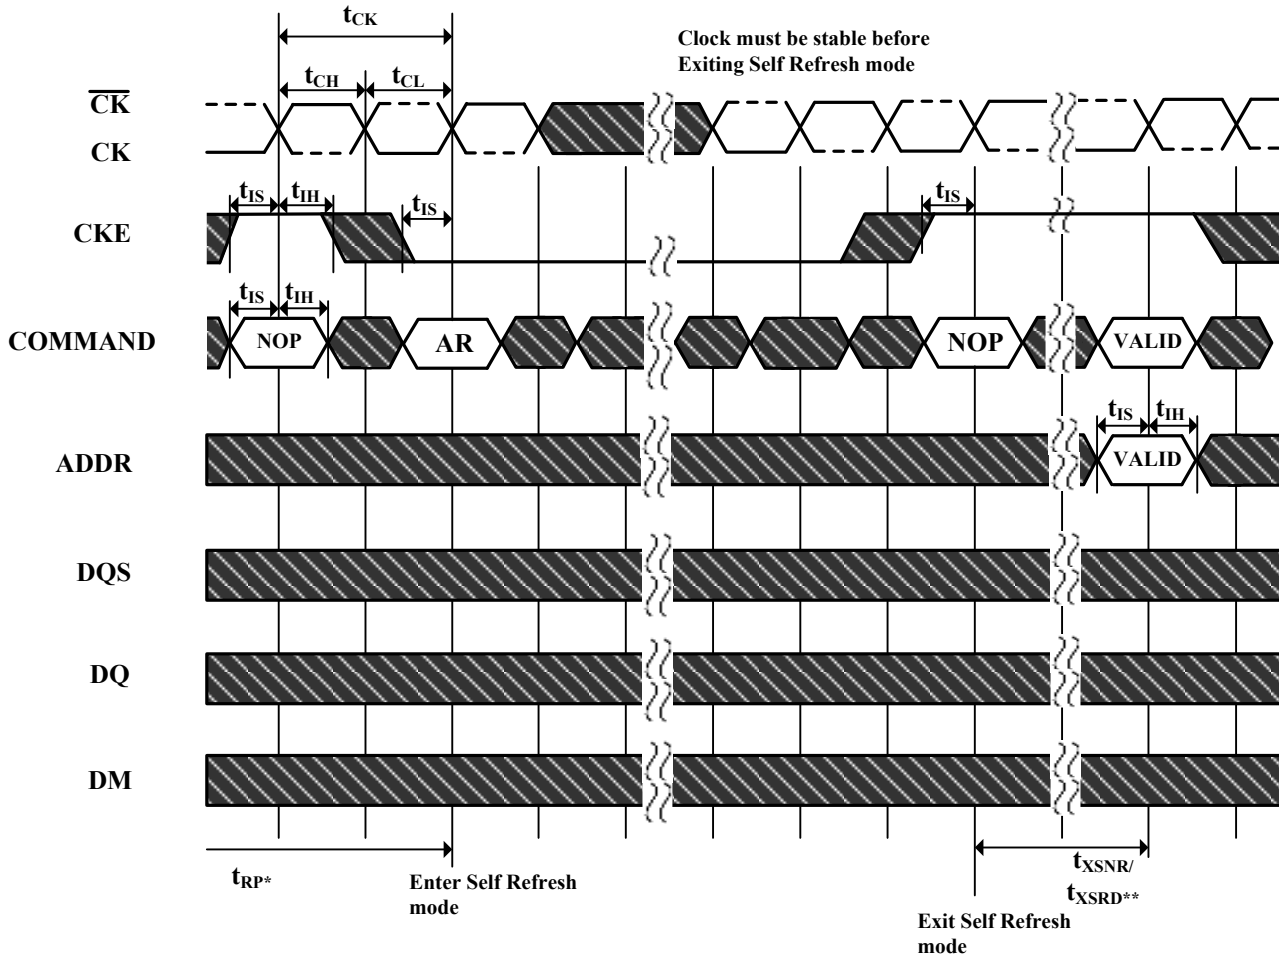 tCK
Clock must be stable before
Exiting Self Refresh mode
tCH
tCL
C̅K̅
CK
tIS
tIH
tIS
tIS
CKE
tIS
tIH
COMMAND
NOP
AR
NOP
VALID
tIS
tIH
ADDR
VALID
DQS
DQ
DM
tRP*
Enter Self Refresh
mode
tXSNR/
tXSRD**
Exit Self Refresh
mode